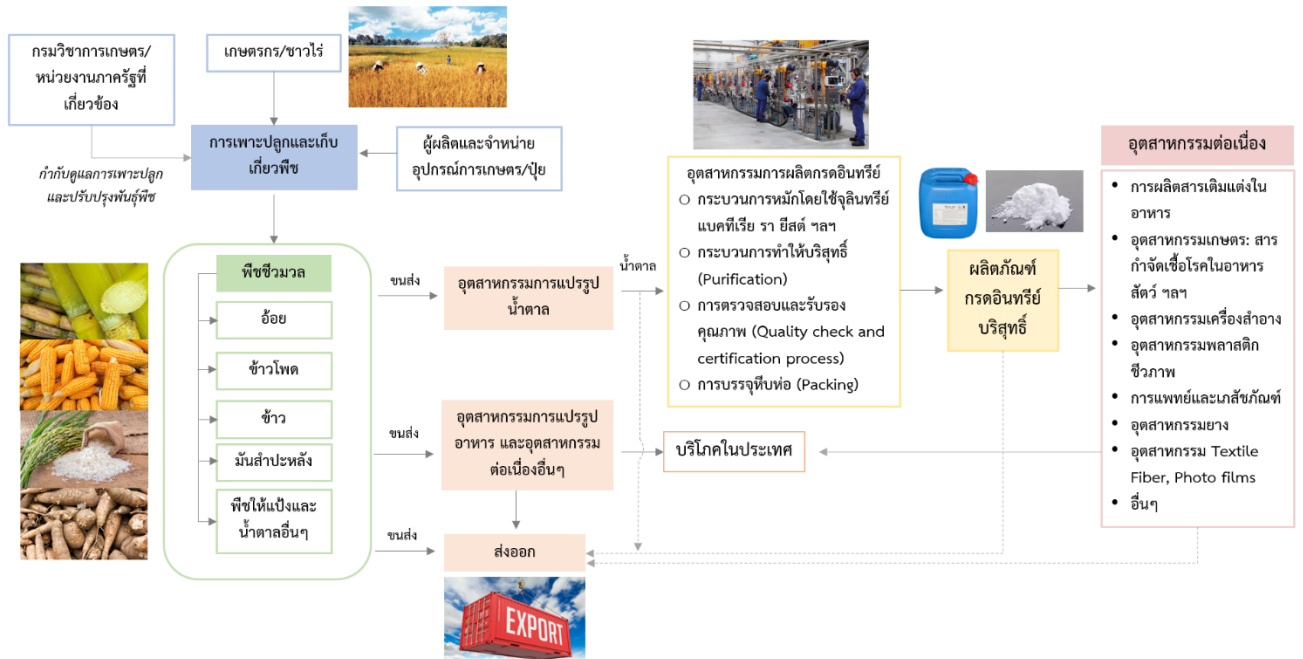 กรมวิชาการเกษตร/
หน่วยงานภาครัฐที่
เกี่ยวข้อง
เกษตรกร/ชาวไร่
การเพาะปลูกและเก็บ
เกี่ยวพืช
ผู้ผลิตและจำหน่าย
อุปกรณ์การเกษตร/ปุ๋ย
กำกับดูแลการเพาะปลูก
และปรับปรุงพันธุ์พืช
พืชชีวมวล
อ้อย
ข้าวโพด
ข้าว
มันสำปะหลัง
พืชให้แป้งและ
น้ำตาลอื่นๆ
ขนส่ง
อุตสาหกรรมการแปรรูป
น้ำตาล
น้ำตาล
ขนส่ง
อุตสาหกรรมการแปรรูป
อาหาร และอุตสาหกรรม
ต่อเนื่องอื่นๆ
ขนส่ง
ส่งออก
EXPORT
บริโภคในประเทศ
อุตสาหกรรมการผลิตกรดอินทรีย์
กระบวนการหมักโดยใช้จุลินทรีย์
แบคทีเรีย รา ยีสต์ ฯลฯ
กระบวนการทำให้บริสุทธิ์
(Purification)
การตรวจสอบและรับรอง
คุณภาพ (Quality check and
certification process)
การบรรจุหีบห่อ (Packing)
ผลิตภัณฑ์
กรดอินทรีย์
บริสุทธิ์
อุตสาหกรรมต่อเนื่อง
• การผลิตสารเติมแต่งใน
อาหาร
• อุตสาหกรรมเกษตร: สาร
กำจัดเชื้อโรคในอาหาร
สัตว์ ฯลฯ
• อุตสาหกรรมเครื่องสำอาง
• อุตสาหกรรมพลาสติก
ชีวภาพ
• การแพทย์และเภสัชภัณฑ์
• อุตสาหกรรมยาง
• อุตสาหกรรม Textile
Fiber, Photo films
• อื่นๆ